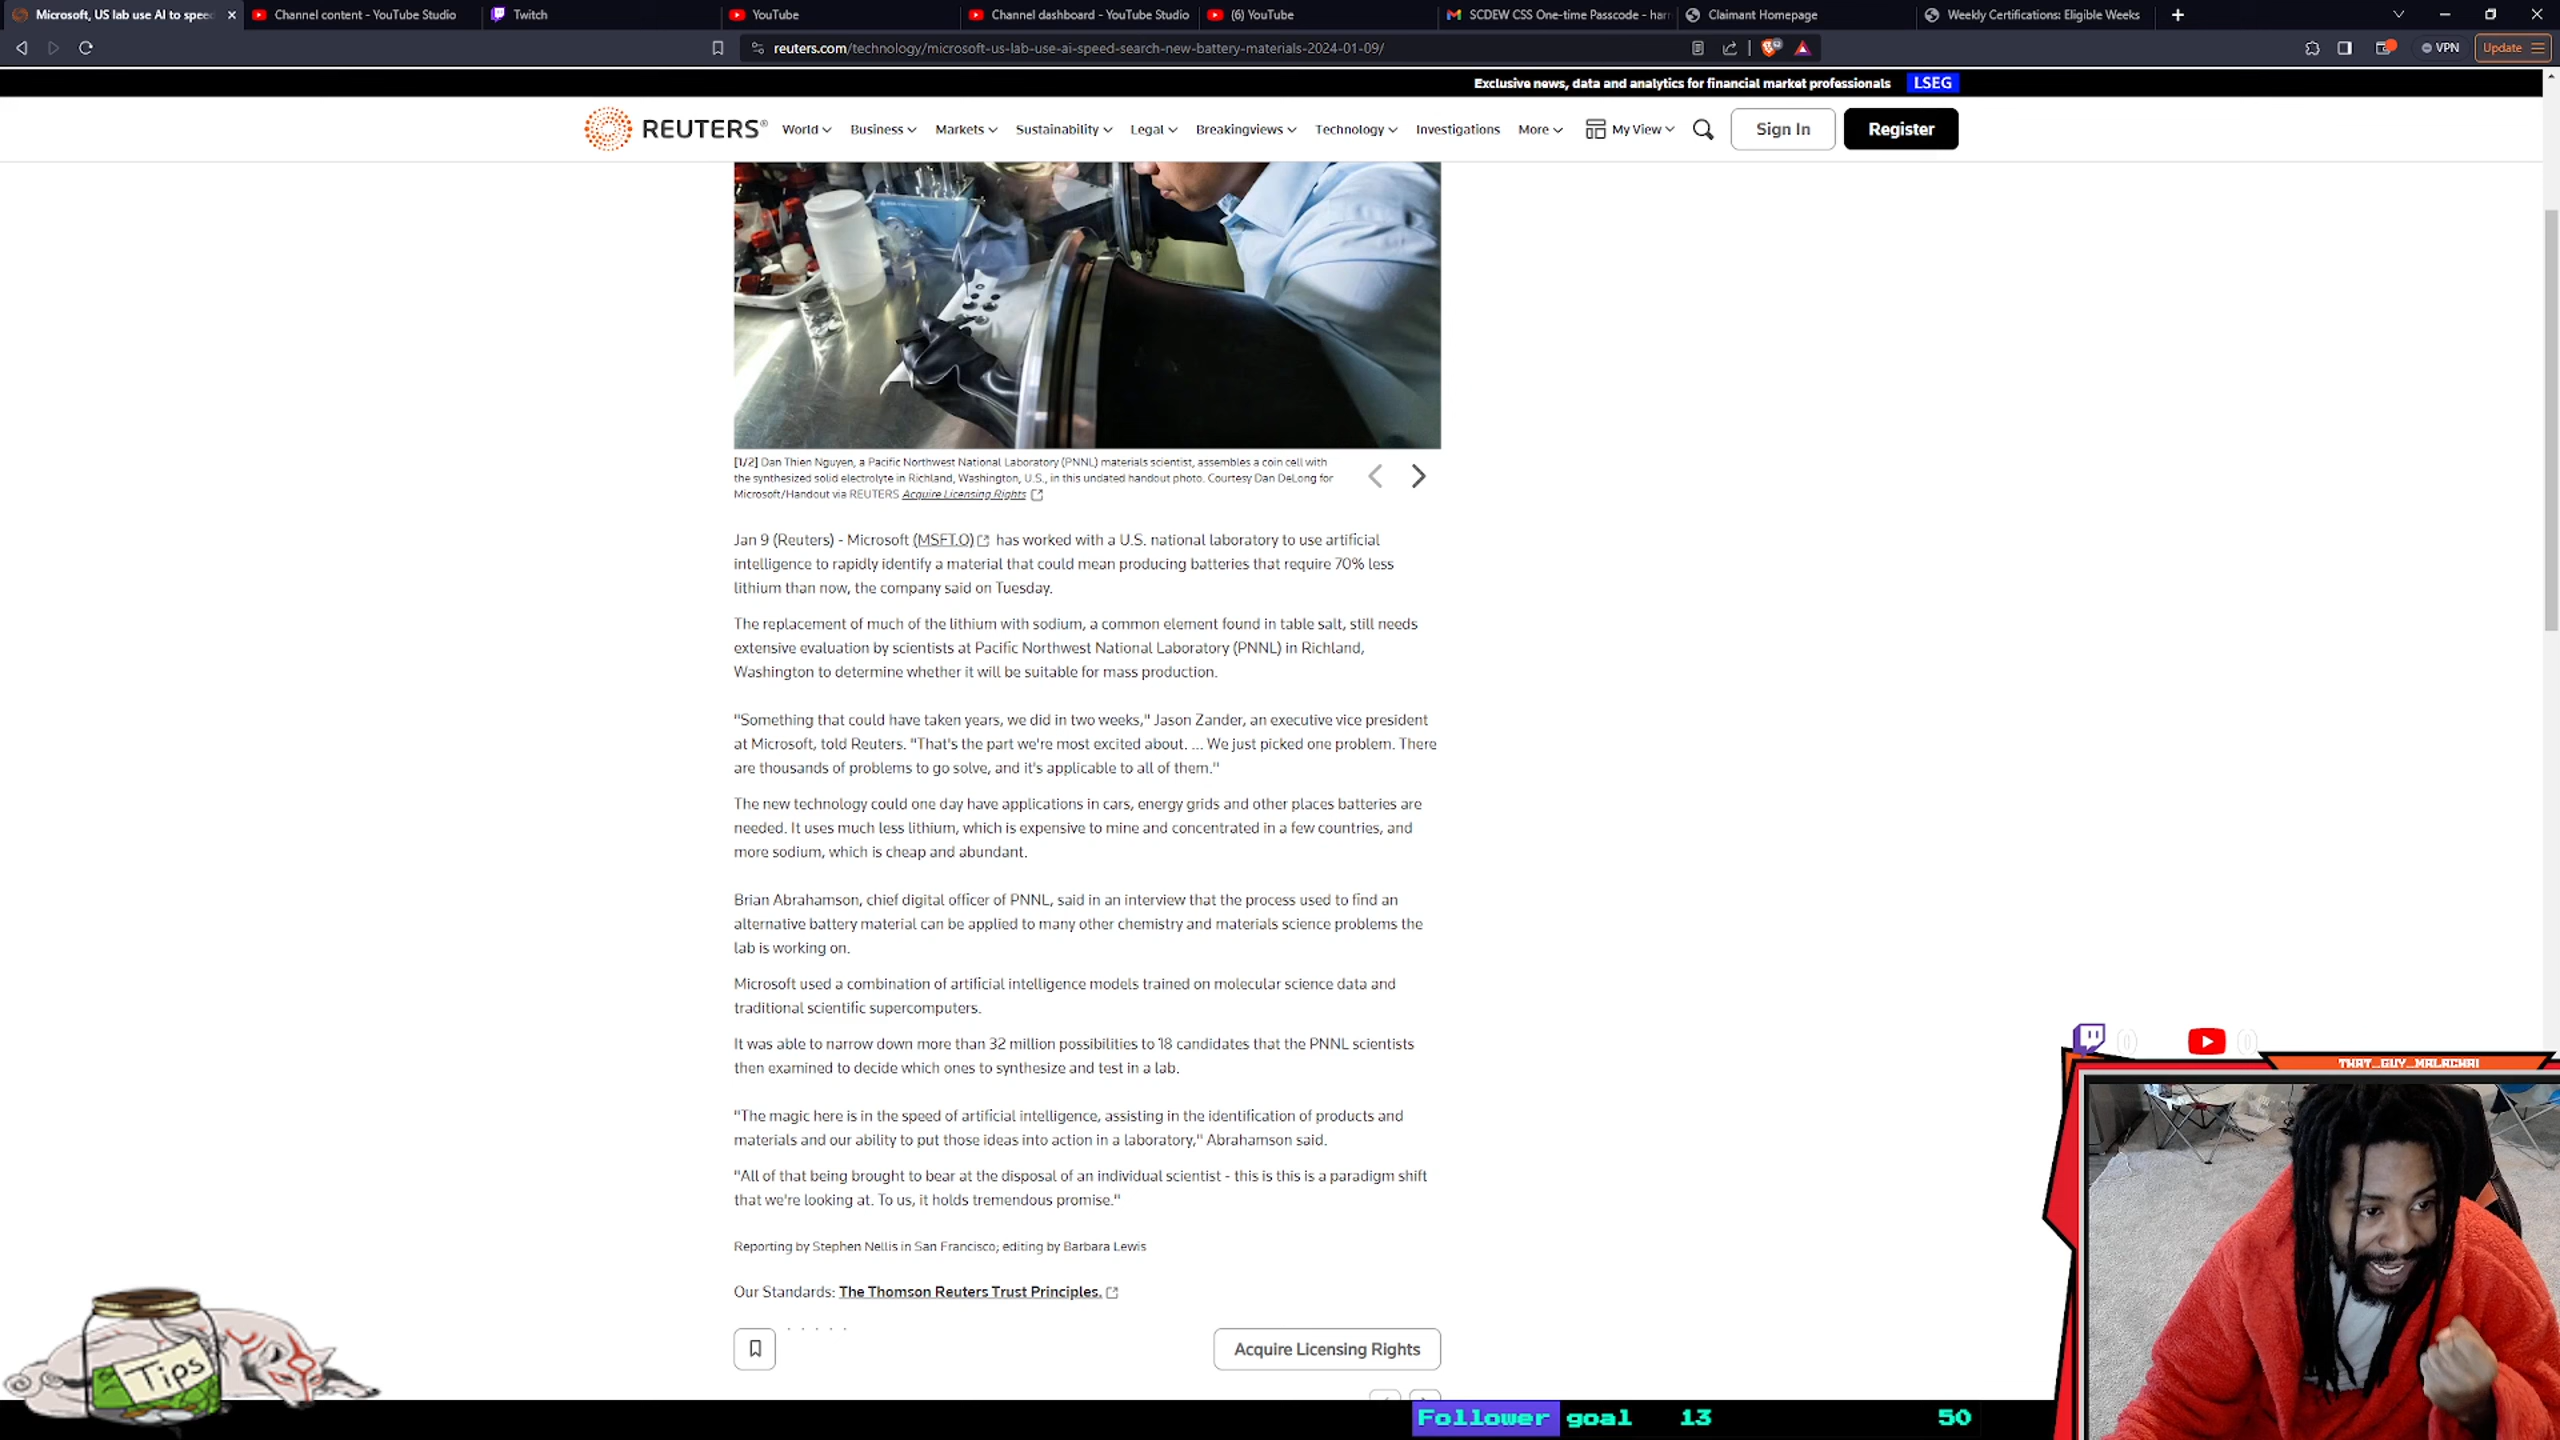 Microsoft, US lab use AI to speed
Channel content - YouTube Studio
Twitch
YouTube
Channel dashboard - YouTube Studio
(6) YouTube
SCDEW CSS One-time Passcode - harr
Claimant Homepage
Weekly Certifications: Eligible Weeks
reuters.com/technology/microsoft-us-lab-use-ai-speed-search-new-battery-materials-2024-01-09/
VPN
Update
Exclusive news, data and analytics for financial market professionals LSEG
REUTERS®
World
Business
Markets
Sustainability
Legal
Breakingviews
Technology
Investigations
More
My View
Sign In
Register
[1/2] Dan Thien Nguyen, a Pacific Northwest National Laboratory (PNNL) materials scientist, assembles a coin cell with
the synthesized solid electrolyte in Richland, Washington, U.S., in this undated handout photo. Courtesy Dan DeLong for
Microsoft/Handout via REUTERS Acquire Licensing Rights
Jan 9 (Reuters) - Microsoft (MSFT.O) has worked with a U.S. national laboratory to use artificial
intelligence to rapidly identify a material that could mean producing batteries that require 70% less
lithium than now, the company said on Tuesday.
The replacement of much of the lithium with sodium, a common element found in table salt, still needs
extensive evaluation by scientists at Pacific Northwest National Laboratory (PNNL) in Richland,
Washington to determine whether it will be suitable for mass production.
"Something that could have taken years, we did in two weeks," Jason Zander, an executive vice president
at Microsoft, told Reuters. "That's the part we're most excited about. ... We just picked one problem. There
are thousands of problems to go solve, and it's applicable to all of them."
The new technology could one day have applications in cars, energy grids and other places batteries are
needed. It uses much less lithium, which is expensive to mine and concentrated in a few countries, and
more sodium, which is cheap and abundant.
Brian Abrahamson, chief digital officer of PNNL, said in an interview that the process used to find an
alternative battery material can be applied to many other chemistry and materials science problems the
lab is working on.
Microsoft used a combination of artificial intelligence models trained on molecular science data and
traditional scientific supercomputers.
It was able to narrow down more than 32 million possibilities to 18 candidates that the PNNL scientists
then examined to decide which ones to synthesize and test in a lab.
"The magic here is in the speed of artificial intelligence, assisting in the identification of products and
materials and our ability to put those ideas into action in a laboratory," Abrahamson said.
"All of that being brought to bear at the disposal of an individual scientist - this is this is a paradigm shift
that we're looking at. To us, it holds tremendous promise."
Reporting by Stephen Nellis in San Francisco; editing by Barbara Lewis
Our Standards: The Thomson Reuters Trust Principles.
Acquire Licensing Rights
0
0
THAT_GUY_MALACHAI
Tips
Follower goal 13 50